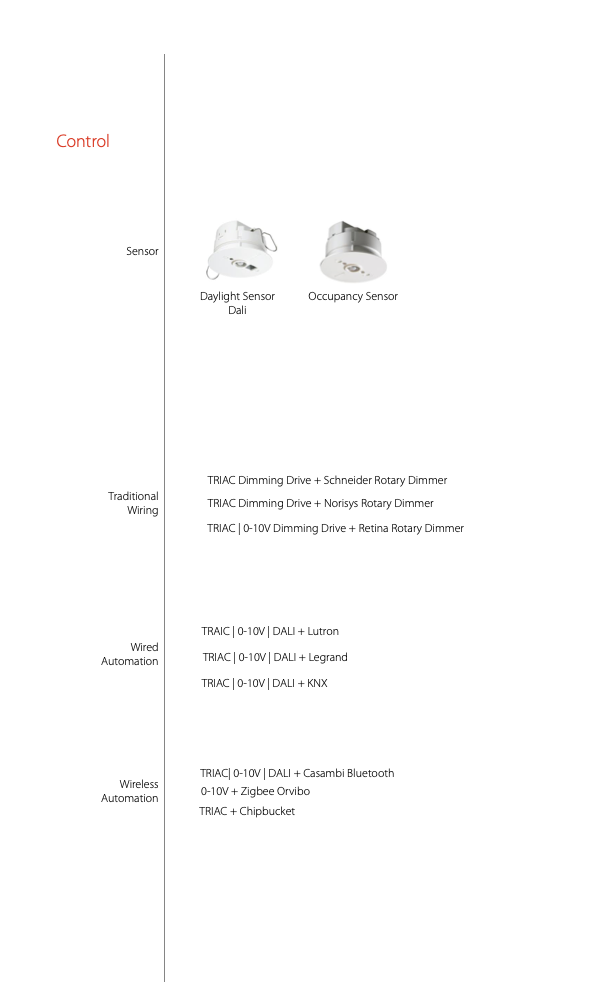 Control
Sensor
Daylight Sensor
Dali
Occupancy Sensor
Traditional
Wiring
TRIAC Dimming Drive + Schneider Rotary Dimmer
TRIAC Dimming Drive + Norisys Rotary Dimmer
TRIAC | 0-10V Dimming Drive + Retina Rotary Dimmer
Wired
Automation
TRAIC | 0-10V | DALI + Lutron
TRIAC | 0-10V | DALI + Legrand
TRIAC | 0-10V | DALI + KNX
Wireless
Automation
TRIAC| 0-10V | DALI + Casambi Bluetooth
0-10V + Zigbee Orvibo
TRIAC + Chipbucket